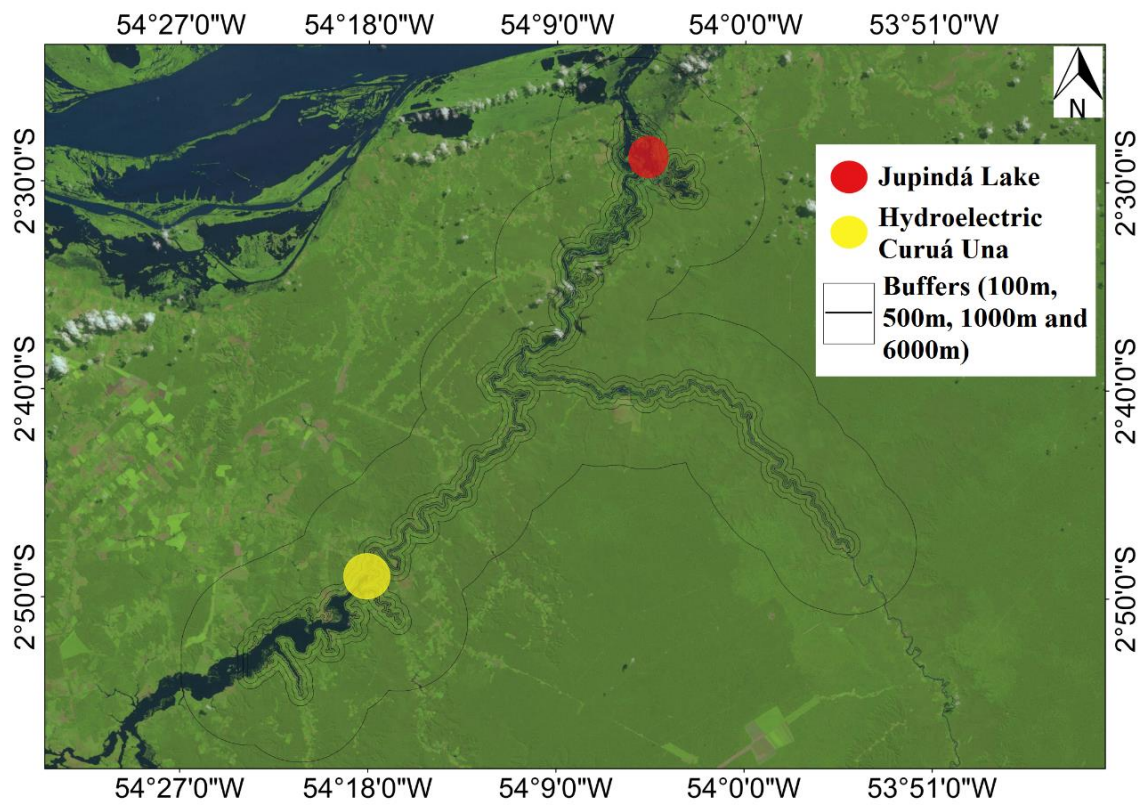 54°27'0"W 54°18'0"W 54°9'0"W 54°0'0"W 53°51'0"W
N
2°30'0"S 2°30'0"S
Jupindá Lake
Hydroelectric
Curuá Una
Buffers (100m,
500m, 1000m and
6000m)
2°40'0"S 2°40'0"S
2°50'0"S 2°50'0"S
54°27'0"W 54°18'0"W 54°9'0"W 54°0'0"W 53°51'0"W